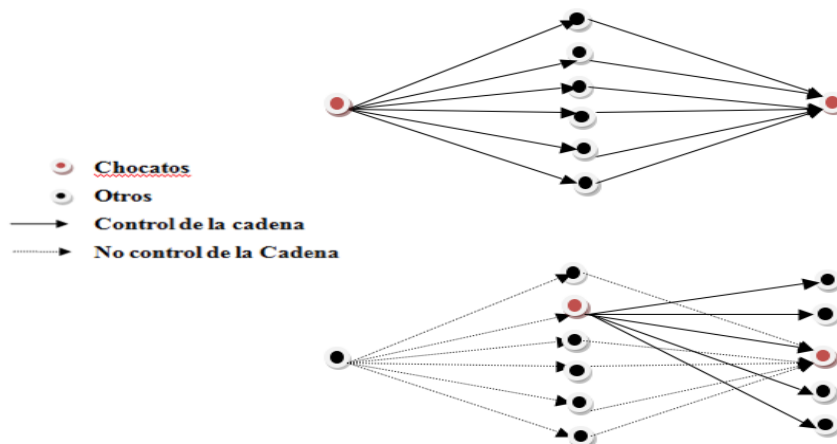 Chocatos
Otros
Control de la cadena
No control de la Cadena